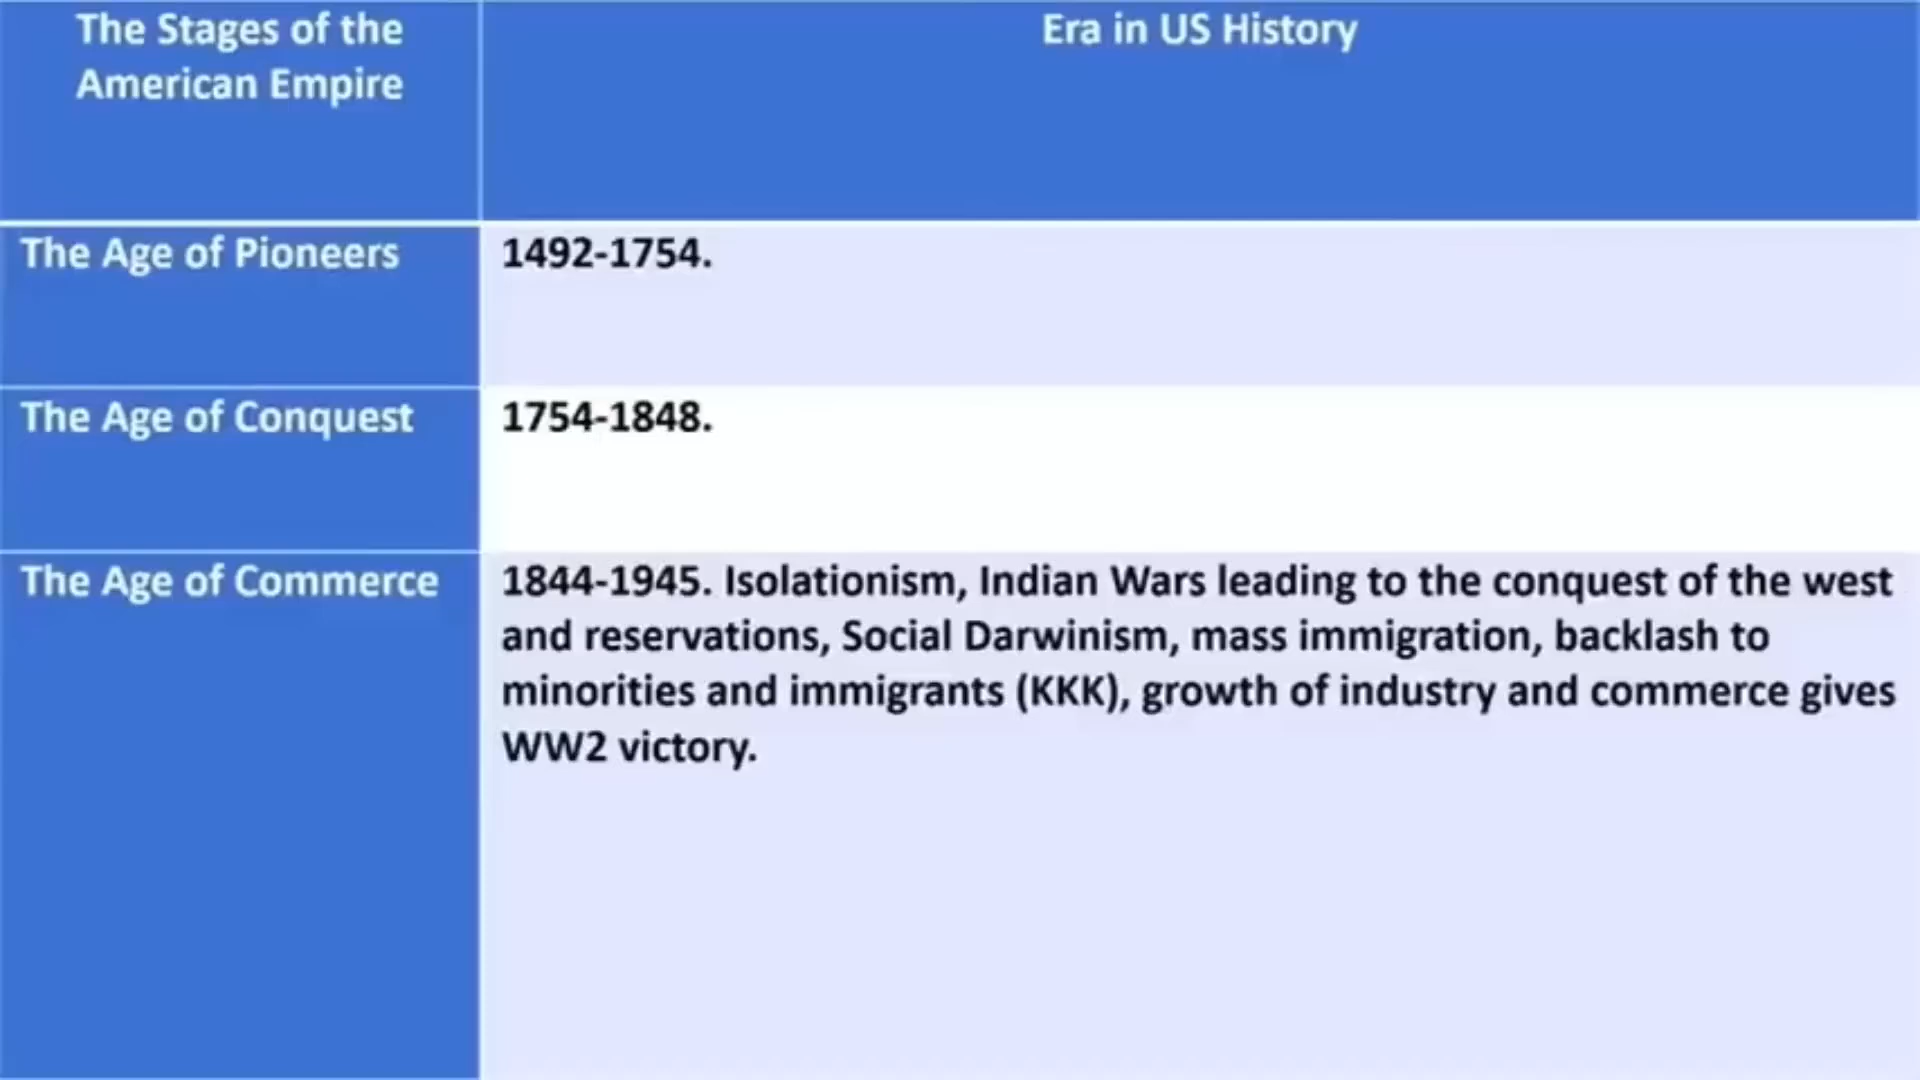 The Stages of the
American Empire
Era in US History
The Age of Pioneers
1492-1754.
The Age of Conquest
1754-1848.
The Age of Commerce
1844-1945. Isolationism, Indian Wars leading to the conquest of the west
and reservations, Social Darwinism, mass immigration, backlash to
minorities and immigrants (KKK), growth of industry and commerce gives
WW2 victory.